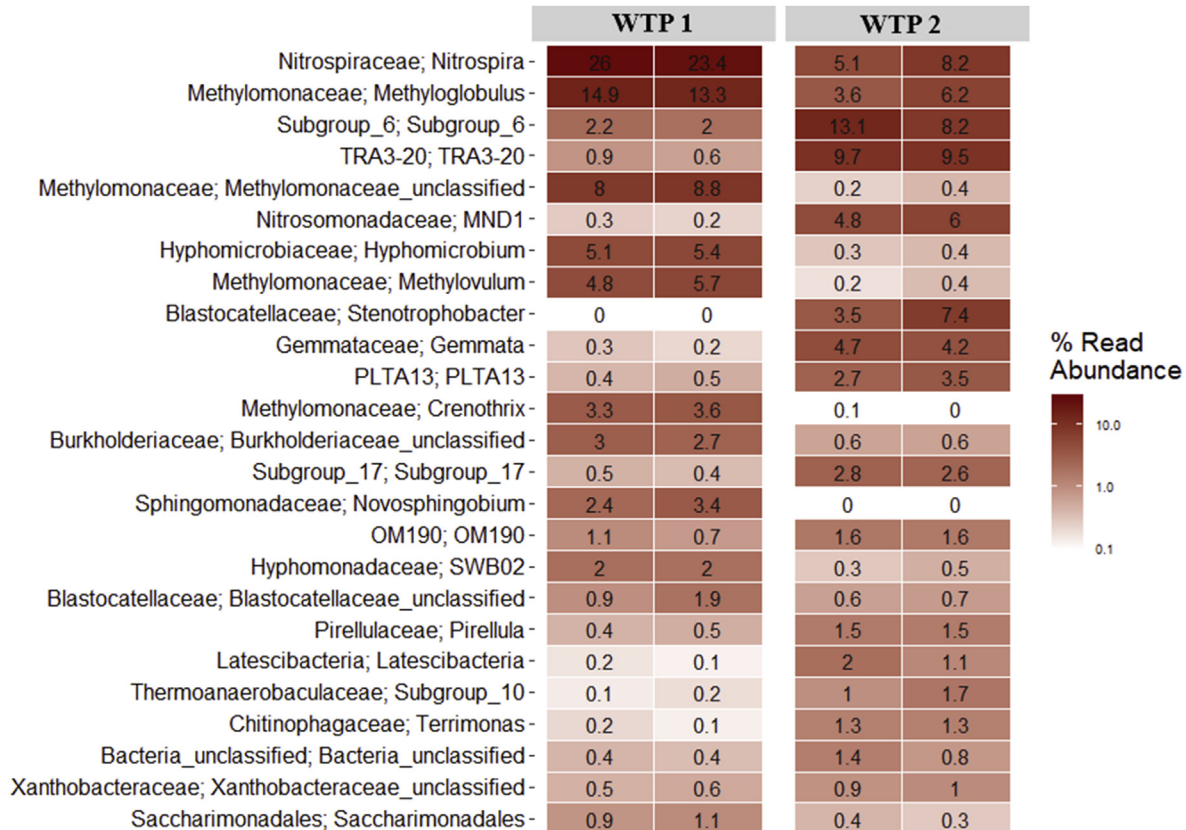 WTP 1 WTP 2
Nitrospiraceae; Nitrospira 26 23.4 5.1 8.2
Methylomonaceae; Methyloglobulus 14.9 13.3 3.6 6.2
Subgroup_6; Subgroup_6 2.2 2 13.1 8.2
TRA3-20; TRA3-20 0.9 0.6 9.7 9.5
Methylomonaceae; Methylomonaceae_unclassified 8 8.8 0.2 0.4
Nitrosomonadaceae; MND1 0.3 0.2 4.8 6
Hyphomicrobiaceae; Hyphomicrobium 5.1 5.4 0.3 0.4
Methylomonaceae; Methylovulum 4.8 5.7 0.2 0.4
Blastocatellaceae; Stenotrophobacter 0 0 3.5 7.4
Gemmataceae; Gemmata 0.3 0.2 4.7 4.2
PLTA13; PLTA13 0.4 0.5 2.7 3.5
Methylomonaceae; Crenothrix 3.3 3.6 0.1 0
Burkholderiaceae; Burkholderiaceae_unclassified 3 2.7 0.6 0.6
Subgroup_17; Subgroup_17 0.5 0.4 2.8 2.6
Sphingomonadaceae; Novosphingobium 2.4 3.4 0 0
OM190; OM190 1.1 0.7 1.6 1.6
Hyphomonadaceae; SWB02 2 2 0.3 0.5
Blastocatellaceae; Blastocatellaceae_unclassified 0.9 1.9 0.6 0.7
Pirellulaceae; Pirellula 0.4 0.5 1.5 1.5
Latescibacteria; Latescibacteria 0.2 0.1 2 1.1
Thermoanaerobaculaceae; Subgroup_10 0.1 0.2 1 1.7
Chitinophagaceae; Terrimonas 0.2 0.1 1.3 1.3
Bacteria_unclassified; Bacteria_unclassified 0.4 0.4 1.4 0.8
Xanthobacteraceae; Xanthobacteraceae_unclassified 0.5 0.6 0.9 1
Saccharimonadales; Saccharimonadales 0.9 1.1 0.4 0.3
% Read
Abundance
10.0
1.0
0.1